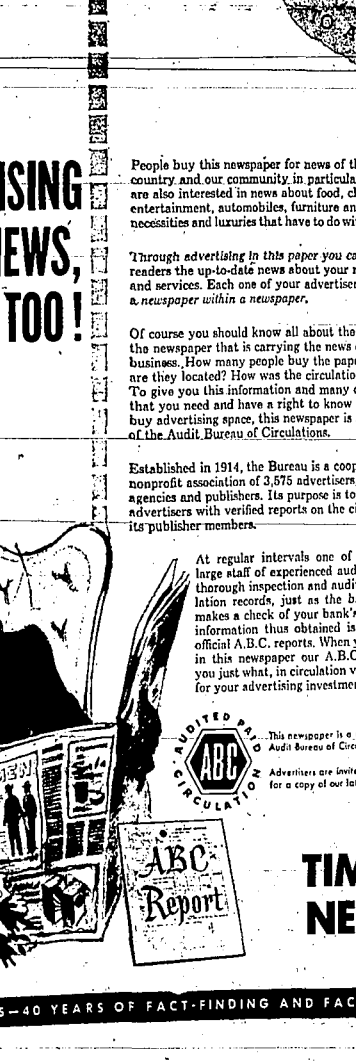 ISING
EWS,
TOO!
People buy this newspaper for news of
country and our community in particula
are also interested in news about food, c
entertainment, automobiles, furniture an
necessities and luxuries that have to do wi
Through advertising in this paper you ca
readers the up-to-date news about your
and services. Each one of your advertise
a newspaper within a newspaper.
Of course you should know all about the
the newspaper that is carrying the news
business. How many people buy the pap
are they located? How was the circulatio
To give you this information and many
that you need and have a right to know
buy advertising space, this newspaper is
of the Audit Bureau of Circulations.
Established in 1914, the Bureau is a coop
nonprofit association of 3,575 advertisers
agencies and publishers. Its purpose is to
advertisers with verified reports on the ci
its publisher members.
At regular intervals one of
large staff of experienced aud
thorough inspection and audi
lation records, just as the b
makes a check of your bank's
information thus obtained is
official A.B.C. reports. When y
in this newspaper our A.B.C
you just what, in circulation v
for your advertising investme
AUDITED PAID
ABC
CIRCULATION
This newspaper is a
Audit Bureau of Circ
Advertisers are invite
for a copy of our la
MEN
ABC
Report
TIM
NE
—40 YEARS OF FACT-FINDING AND FAC